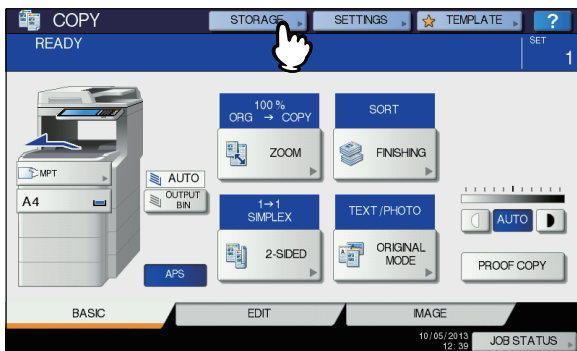 COPY
STORAGE
SETTINGS
TEMPLATE
?
READY
SET
1
100 %
ORG → COPY
ZOOM
SORT
FINISHING
MPT
A4
AUTO
OUTPUT
BIN
APS
1→1
SIMPLEX
2-SIDED
TEXT/PHOTO
ORIGINAL
MODE
AUTO
PROOF COPY
BASIC
EDIT
IMAGE
10/05/2013
12:39
JOB STATUS